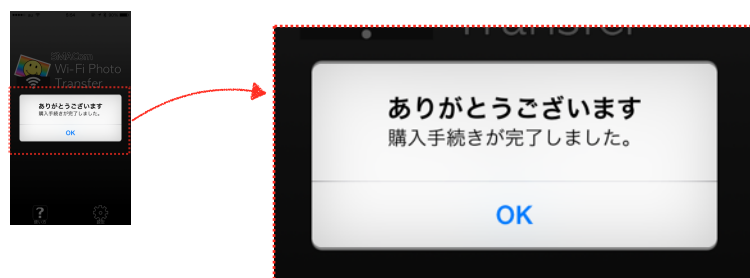 Wi-Fi Photo
Transfer
ありがとうございます
購入手続きが完了しました。
OK
?
Transfer
ありがとうございます
購入手続きが完了しました。
OK